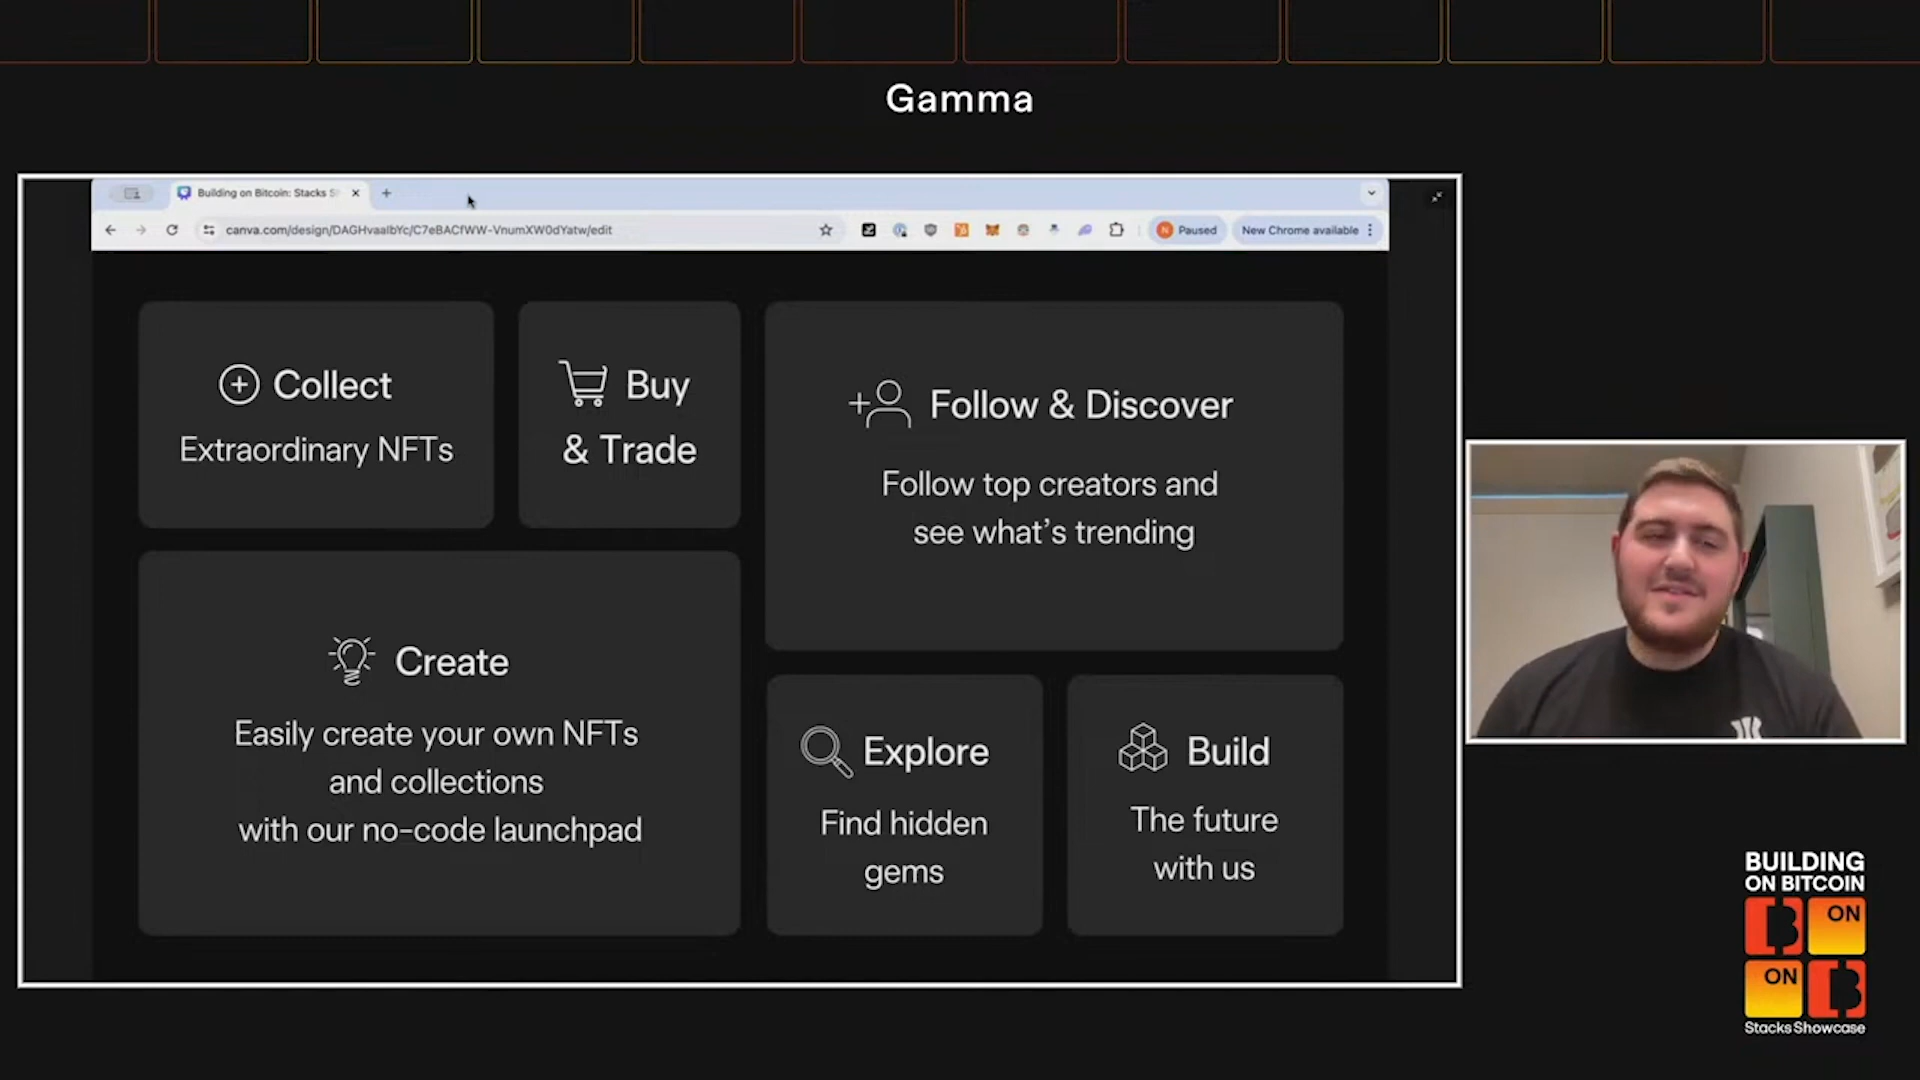 Gamma
Building on Bitcoin: Stacks S
canva.com/design/DAGHvaaIbYc/C7eBACfWW-VnumXW0dYatw/edit
N Paused
New Chrome available
Collect
Extraordinary NFTs
Buy
& Trade
Follow & Discover
Follow top creators and
see what's trending
Create
Easily create your own NFTs
and collections
with our no-code launchpad
Explore
Find hidden
gems
Build
The future
with us
BUILDING
ON BITCOIN
B ON
ON B
Stacks Showcase